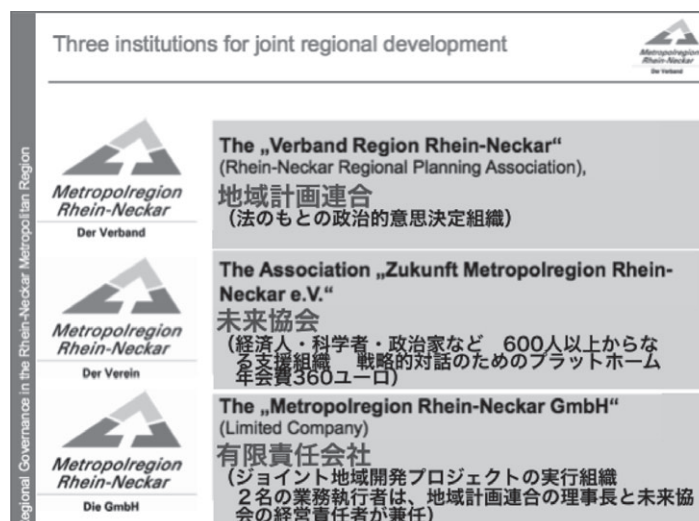 Three institutions for joint regional development
Metropolregion
Rhein-Neckar
Der Verband
Regional Governance in the Rhein-Neckar Metropolitan Region
Metropolregion
Rhein-Neckar
Der Verband
The „Verband Region Rhein-Neckar“
(Rhein-Neckar Regional Planning Association),
地域計画連合
（法のもとの政治的意思決定組織）
Metropolregion
Rhein-Neckar
Der Verein
The Association „Zukunft Metropolregion Rhein-
Neckar e.V.“
未来協会
（経済人・科学者・政治家など　600人以上からな
る支援組織　戦略的対話のためのプラットホーム
年会費360ユーロ）
Metropolregion
Rhein-Neckar
Die GmbH
The „Metropolregion Rhein-Neckar GmbH“
(Limited Company)
有限責任会社
（ジョイント地域開発プロジェクトの実行組織
２名の業務執行者は、地域計画連合の理事長と未来協
会の経営責任者が兼任）